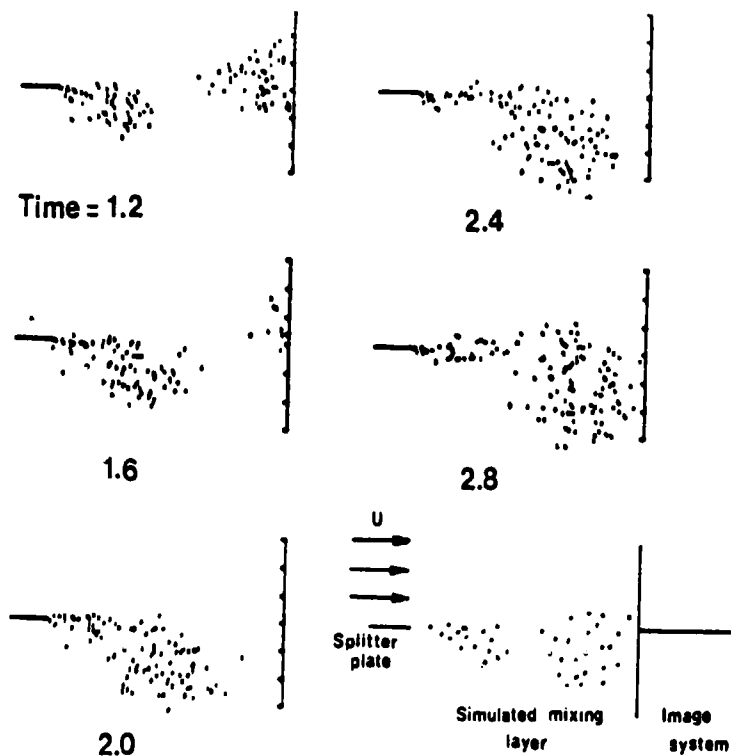 Time = 1.2
2.4
1.6
2.8
2.0
U
Splitter
plate
Simulated mixing
layer
Image
system